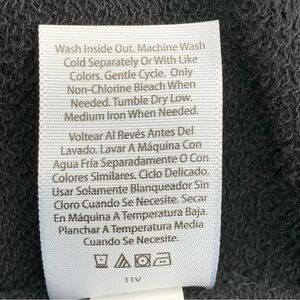 Wash Inside Out. Machine Wash
Cold Separately Or With Like
Colors. Gentle Cycle. Only
Non-Chlorine Bleach When
Needed. Tumble Dry Low.
Medium Iron When Needed.
Voltear Al Revés Antes Del
Lavado. Lavar A Máquina Con
Agua Fría Separadamente O Con
Colores Similares. Ciclo Delicado.
Usar Solamente Blanqueador Sin
Cloro Cuando Se Necesite. Secar
En Máquina A Temperatura Baja.
Planchar A Temperatura Media
Cuando Se Necesite.
11V